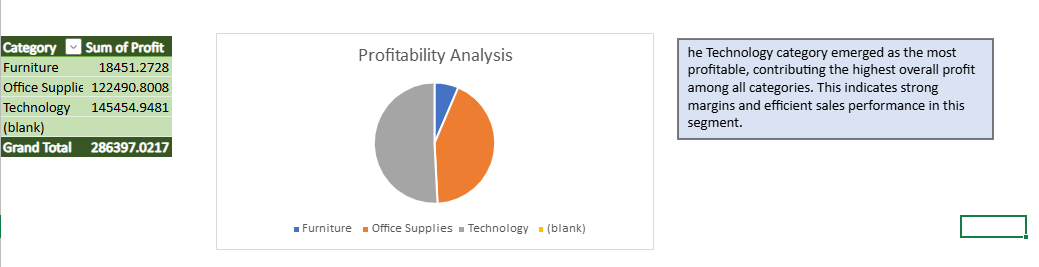 Category Sum of Profit
Furniture 18451.2728
Office Supplie 122490.8008
Technology 145454.9481
(blank)
Grand Total 286397.0217
Profitability Analysis
Furniture Office Supplies Technology (blank)
he Technology category emerged as the most
profitable, contributing the highest overall profit
among all categories. This indicates strong
margins and efficient sales performance in this
segment.